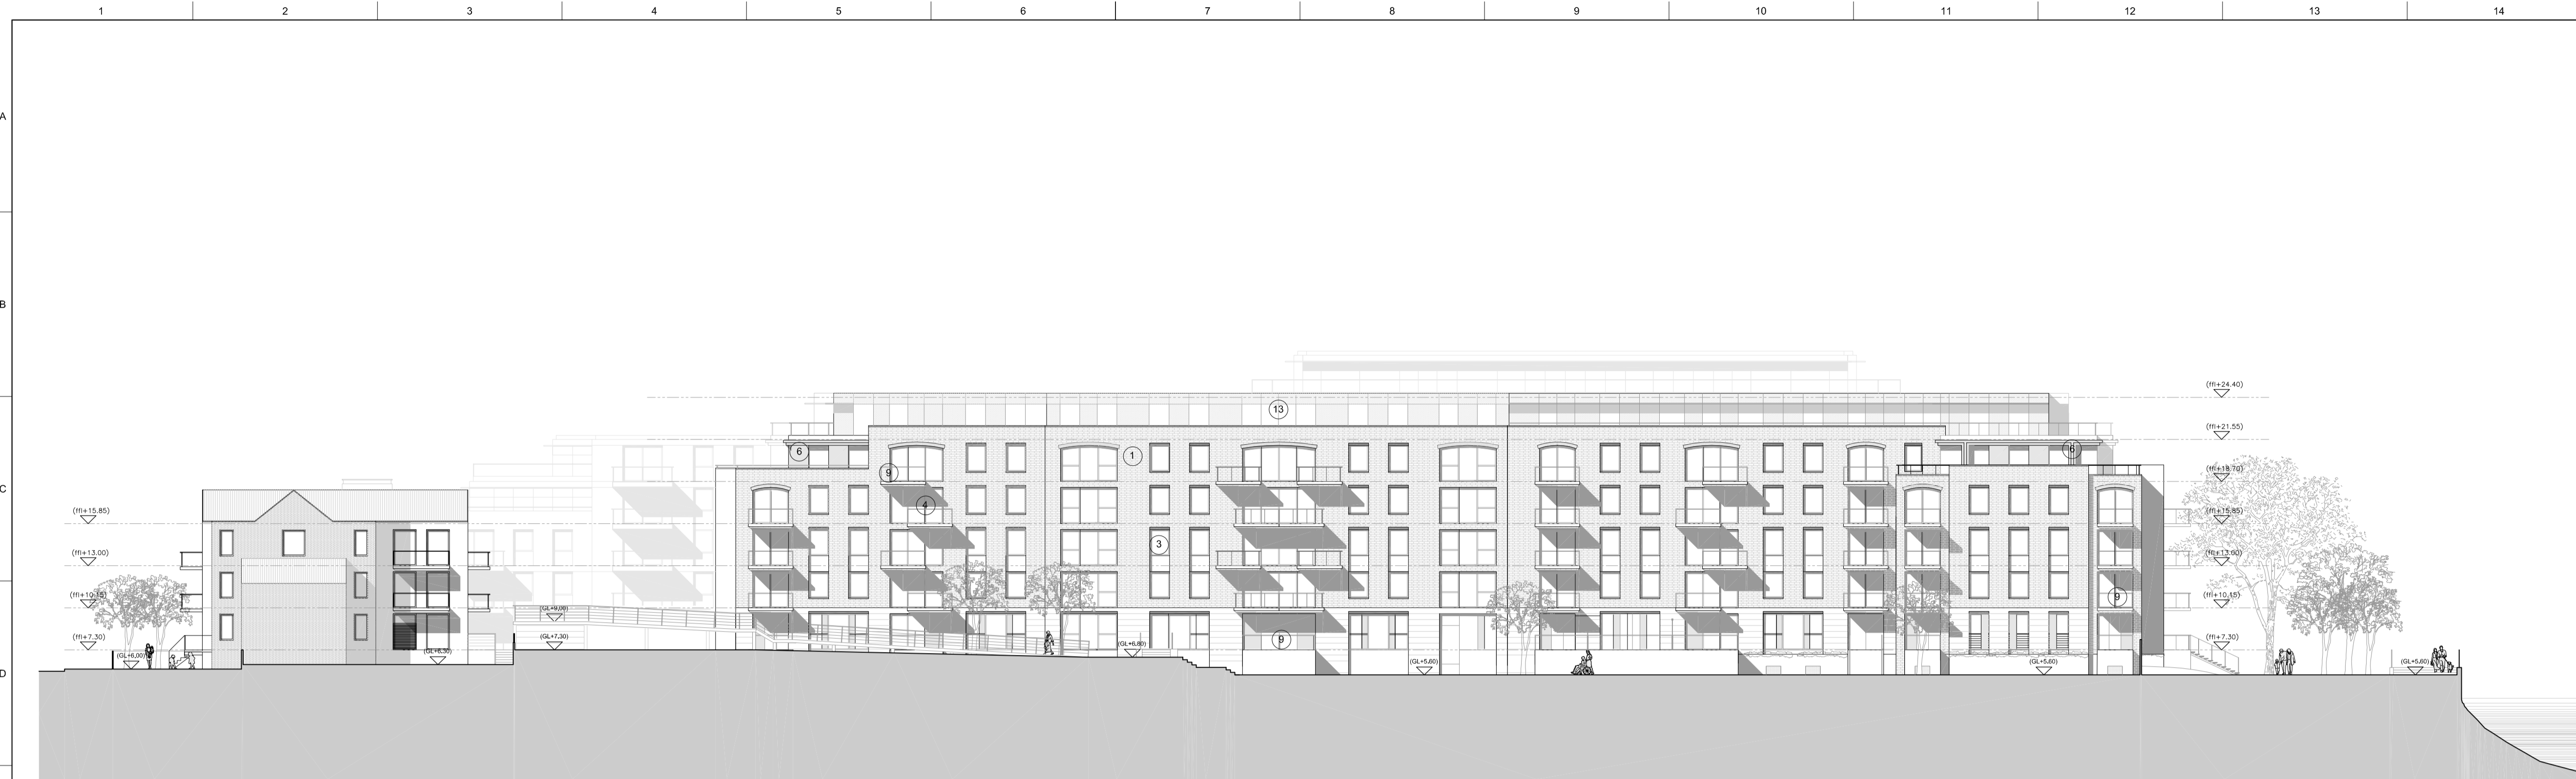 1 2 3 4 5 6 7 8 9 10 11 12 13 14
A
B
(ffl+24.40)
13
(ffl+21.55)
6
6
1
(ffl+18.70)
9
C
4
(ffl+15.85)
(ffl+15.85)
3
(ffl+13.00)
(ffl+13.00)
(ffl+10.15)
9
(ffl+10.15)
(GL+9.06)
(ffl+7.30)
(GL+7.30)
9
(ffl+7.30)
(GL+6.80)
(GL+6.00)
(GL+6.30)
(GL+5.60)
(GL+5.60)
(GL+5.60)
D